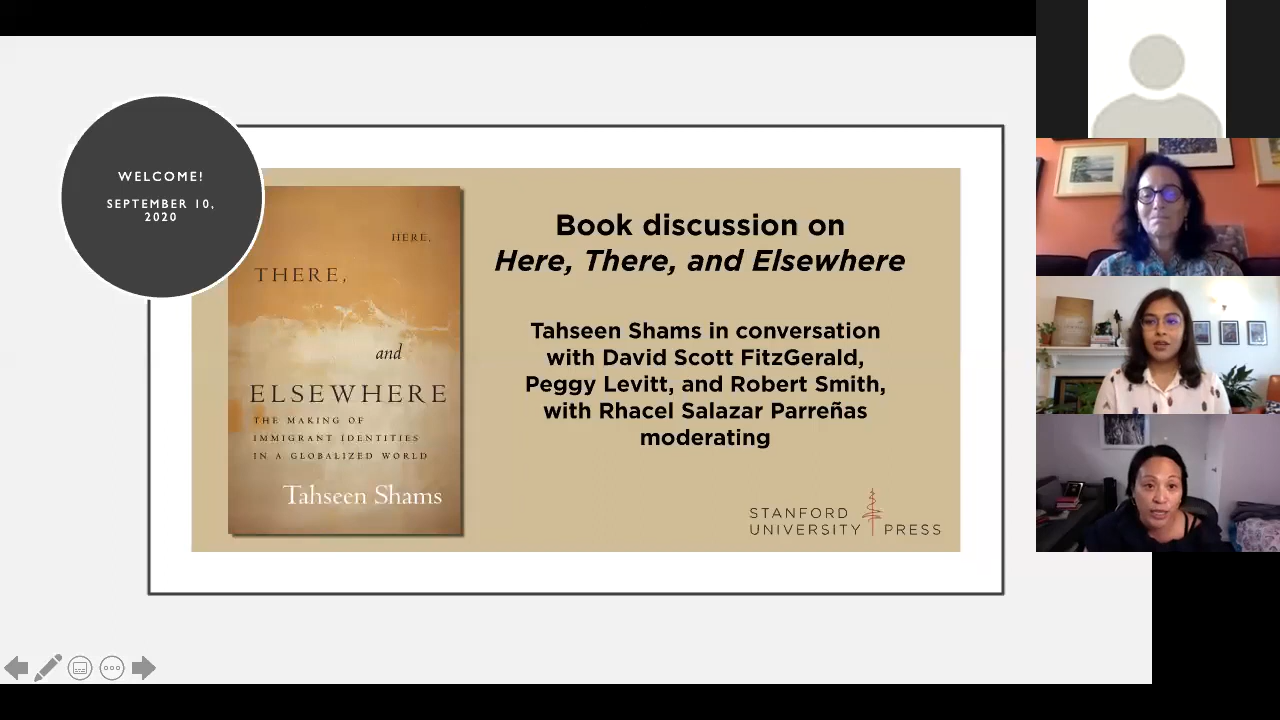 WELCOME!
SEPTEMBER 10,
2020
HERE,
THERE,
and
ELSEWHERE
THE MAKING OF
IMMIGRANT IDENTITIES
IN A GLOBALIZED WORLD
Tahseen Shams
Book discussion on
Here, There, and Elsewhere
Tahseen Shams in conversation
with David Scott FitzGerald,
Peggy Levitt, and Robert Smith,
with Rhacel Salazar Parreñas
moderating
STANFORD
UNIVERSITY PRESS